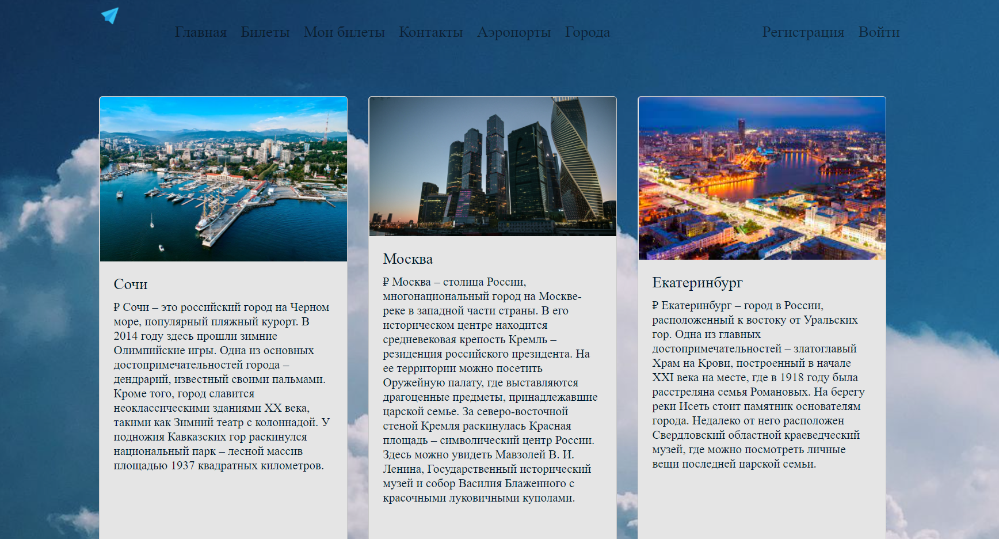 Главная Билеты Мои билеты Контакты Аэропорты Города Регистрация Войти
Сочи
₽ Сочи – это российский город на Черном
море, популярный пляжный курорт. В
2014 году здесь прошли зимние
Олимпийские игры. Одна из основных
достопримечательностей города –
дендрарий, известный своими пальмами.
Кроме того, город славится
неоклассическими зданиями XX века,
такими как Зимний театр с колоннадой. У
подножия Кавказских гор раскинулся
национальный парк – лесной массив
площадью 1937 квадратных километров.
Москва
₽ Москва – столица России,
многонациональный город на Москве-
реке в западной части страны. В его
историческом центре находится
средневековая крепость Кремль –
резиденция российского президента. На
ее территории можно посетить
Оружейную палату, где выставляются
драгоценные предметы, принадлежавшие
царской семье. За северо-восточной
стеной Кремля раскинулась Красная
площадь – символический центр России.
Здесь можно увидеть Мавзолей В. И.
Ленина, Государственный исторический
музей и собор Василия Блаженного с
красочными луковичными куполами.
Екатеринбург
₽ Екатеринбург – город в России,
расположенный к востоку от Уральских
гор. Одна из главных
достопримечательностей – златоглавый
Храм на Крови, построенный в начале
XXI века на месте, где в 1918 году была
расстреляна семья Романовых. На берегу
реки Исеть стоит памятник основателям
города. Недалеко от него расположен
Свердловский областной краеведческий
музей, где можно посмотреть личные
вещи последней царской семьи.